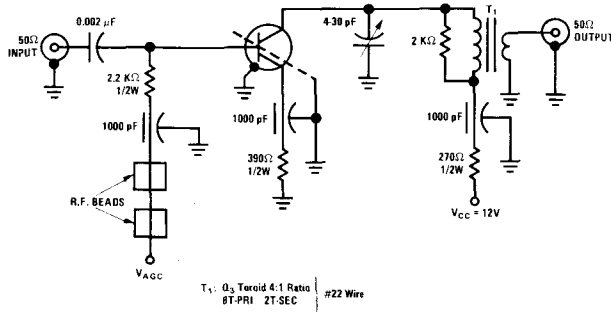 50Ω
INPUT
0.002 μF
2.2 KΩ
1/2W
1000 pF
R.F. BEADS
VAGC
1000 pF
390Ω
1/2W
4-30 pF
2 KΩ
T1
50Ω
OUTPUT
1000 pF
270Ω
1/2W
VCC = 12V
T1: Q3 Toroid 4:1 Ratio
8T-PRI 2T-SEC
#22 Wire